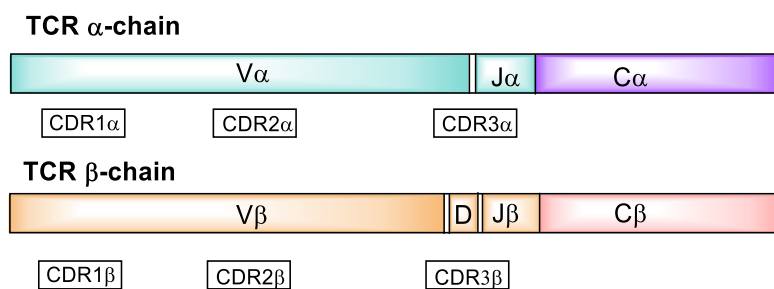 TCR α-chain
Vα Jα Cα
CDR1α CDR2α CDR3α
TCR β-chain
Vβ D Jβ Cβ
CDR1β CDR2β CDR3β